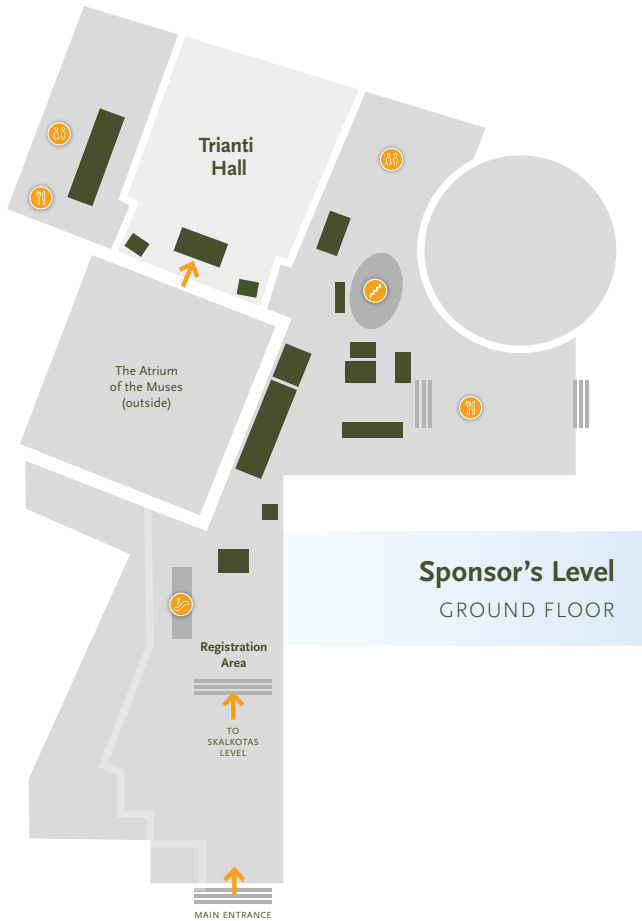 Trianti
Hall
The Atrium
of the Muses
(outside)
Sponsor's Level
GROUND FLOOR
Registration
Area
TO
SKALKOTAS
LEVEL
MAIN ENTRANCE